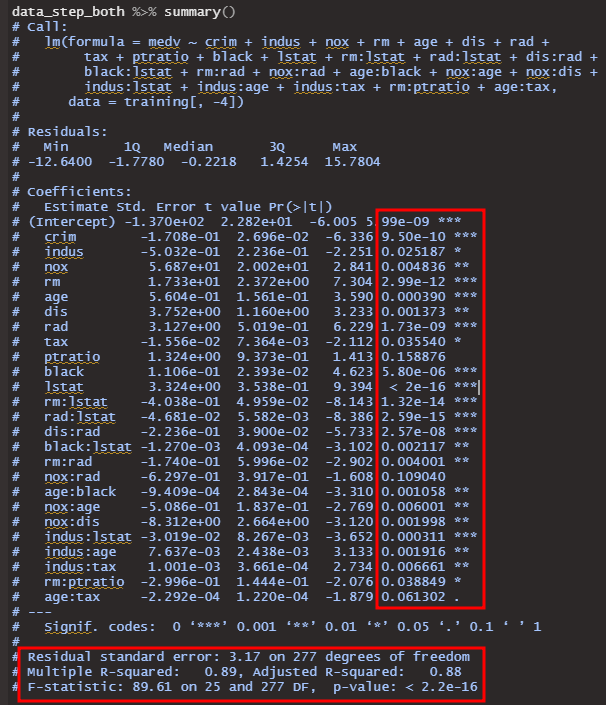 data_step_both %>% summary()
# Call:
#   lm(formula = medv ~ crim + indus + nox + rm + age + dis + rad +
#        tax + ptratio + black + lstat + rm:lstat + rad:lstat + dis:rad +
#        black:lstat + rm:rad + nox:rad + age:black + nox:age + nox:dis +
#        indus:lstat + indus:age + indus:tax + rm:ptratio + age:tax,
#      data = training[, -4])
#
# Residuals:
#   Min       1Q   Median       3Q      Max
# -12.6400  -1.7780  -0.2218   1.4254  15.7804
#
# Coefficients:
#   Estimate Std. Error t value Pr(>|t|)
# (Intercept) -1.370e+02  2.282e+01  -6.005 5.99e-09 ***
#   crim        -1.708e-01  2.696e-02  -6.336 9.50e-10 ***
#   indus       -5.032e-01  2.236e-01  -2.251 0.025187 *
#   nox          5.687e+01  2.002e+01   2.841 0.004836 **
#   rm           1.733e+01  2.372e+00   7.304 2.99e-12 ***
#   age          5.604e-01  1.561e-01   3.590 0.000390 ***
#   dis          3.752e+00  1.160e+00   3.233 0.001373 **
#   rad          3.127e+00  5.019e-01   6.229 1.73e-09 ***
#   tax         -1.556e-02  7.364e-03  -2.112 0.035540 *
#   ptratio      1.324e+00  9.373e-01   1.413 0.158876
#   black        1.106e-01  2.393e-02   4.623 5.80e-06 ***
#   lstat        3.324e+00  3.538e-01   9.394  < 2e-16 ***
#   rm:lstat    -4.038e-01  4.959e-02  -8.143 1.32e-14 ***
#   rad:lstat   -4.681e-02  5.582e-03  -8.386 2.59e-15 ***
#   dis:rad     -2.236e-01  3.900e-02  -5.733 2.57e-08 ***
#   black:lstat -1.270e-03  4.093e-04  -3.102 0.002117 **
#   rm:rad      -1.740e-01  5.996e-02  -2.902 0.004001 **
#   nox:rad     -6.297e-01  3.917e-01  -1.608 0.109040
#   age:black   -9.409e-04  2.843e-04  -3.310 0.001058 **
#   nox:age     -5.086e-01  1.837e-01  -2.769 0.006001 **
#   nox:dis     -8.312e+00  2.664e+00  -3.120 0.001998 **
#   indus:lstat -3.019e-02  8.267e-03  -3.652 0.000311 ***
#   indus:age    7.637e-03  2.438e-03   3.133 0.001916 **
#   indus:tax    1.001e-03  3.661e-04   2.734 0.006661 **
#   rm:ptratio  -2.996e-01  1.444e-01  -2.076 0.038849 *
#   age:tax     -2.292e-04  1.220e-04  -1.879 0.061302 .
# ---
#   Signif. codes:  0 ‘***’ 0.001 ‘**’ 0.01 ‘*’ 0.05 ‘.’ 0.1 ‘ ’ 1
#
# Residual standard error: 3.17 on 277 degrees of freedom
# Multiple R-squared:   0.89, Adjusted R-squared:   0.88
# F-statistic: 89.61 on 25 and 277 DF,  p-value: < 2.2e-16